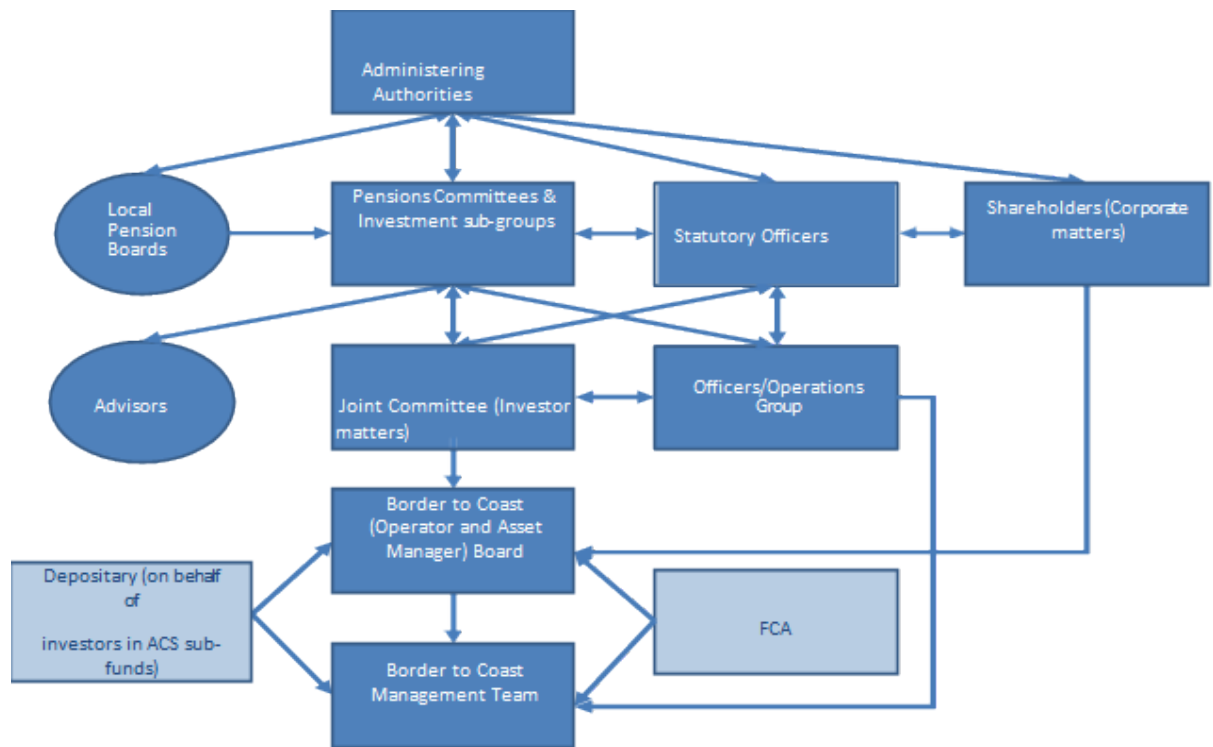 Administering
Authorities
Local
Pension
Boards
Pensions Committees &
Investment sub-groups
Statutory Officers
Shareholders (Corporate
matters)
Advisors
Joint Committee (Investor
matters)
Officers/Operations
Group
Border to Coast
(Operator and Asset
Manager) Board
Depositary (on behalf
of
investors in ACS sub-
funds)
FCA
Border to Coast
Management Team